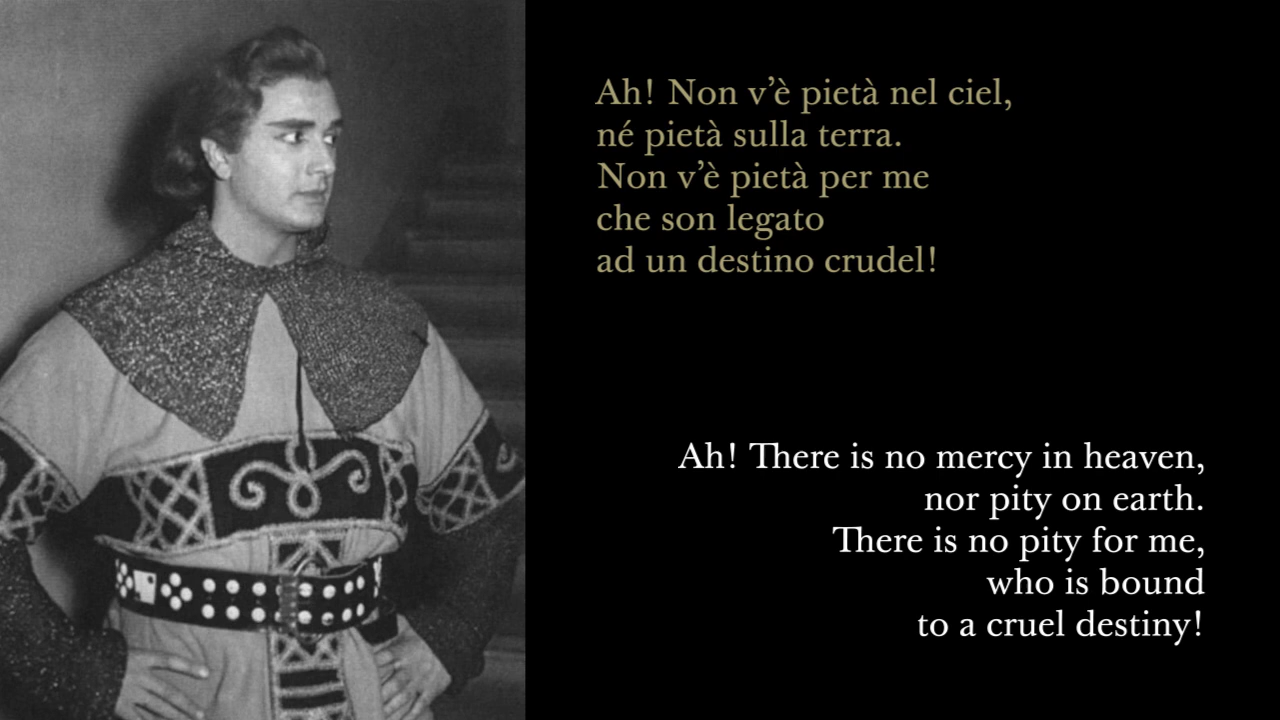 Ah! Non v’è pietà nel ciel,
né pietà sulla terra.
Non v’è pietà per me
che son legato
ad un destino crudel!
Ah! There is no mercy in heaven,
nor pity on earth.
There is no pity for me,
who is bound
to a cruel destiny!